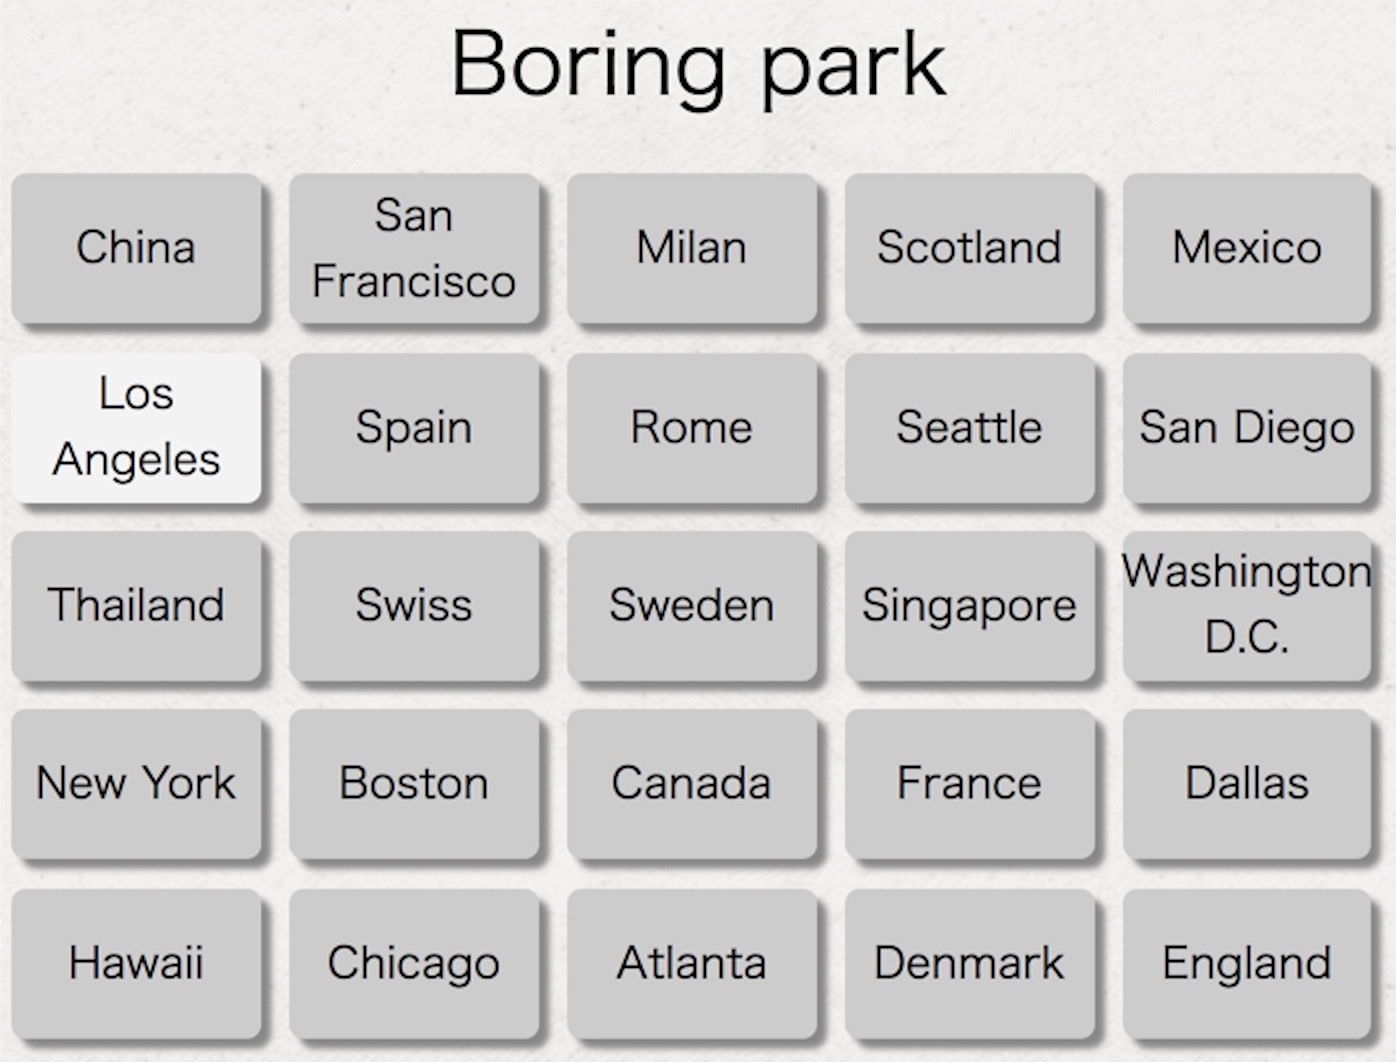 Boring park
China
San
Francisco
Milan
Scotland
Mexico
Los
Angeles
Spain
Rome
Seattle
San Diego
Thailand
Swiss
Sweden
Singapore
Washington
D.C.
New York
Boston
Canada
France
Dallas
Hawaii
Chicago
Atlanta
Denmark
England